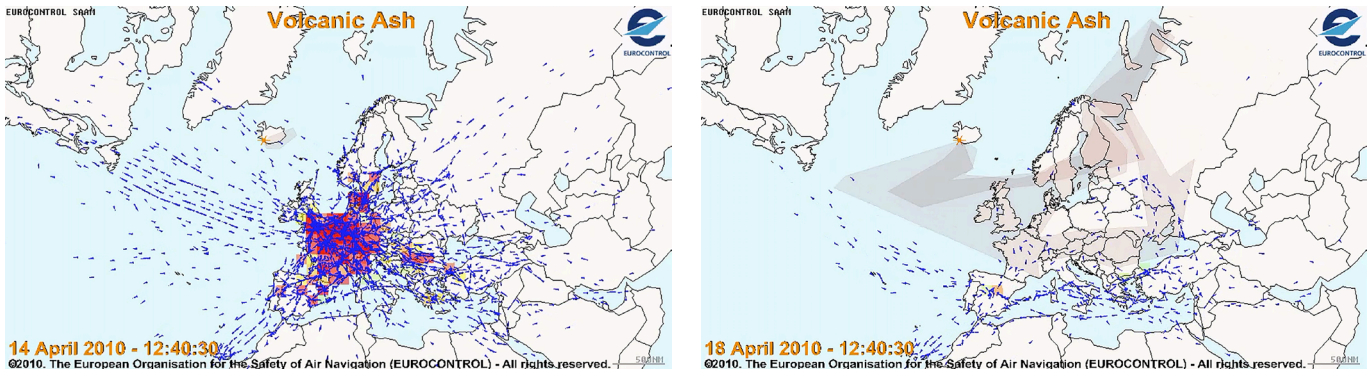 EUROCONTROL SAAM
Volcanic Ash
EUROCONTROL
14 April 2010 - 12:40:30
500NM
©2010. The European Organisation for the Safety of Air Navigation (EUROCONTROL) - All rights reserved.
EUROCONTROL SAAM
Volcanic Ash
EUROCONTROL
18 April 2010 - 12:40:30
500NM
©2010. The European Organisation for the Safety of Air Navigation (EUROCONTROL) - All rights reserved.